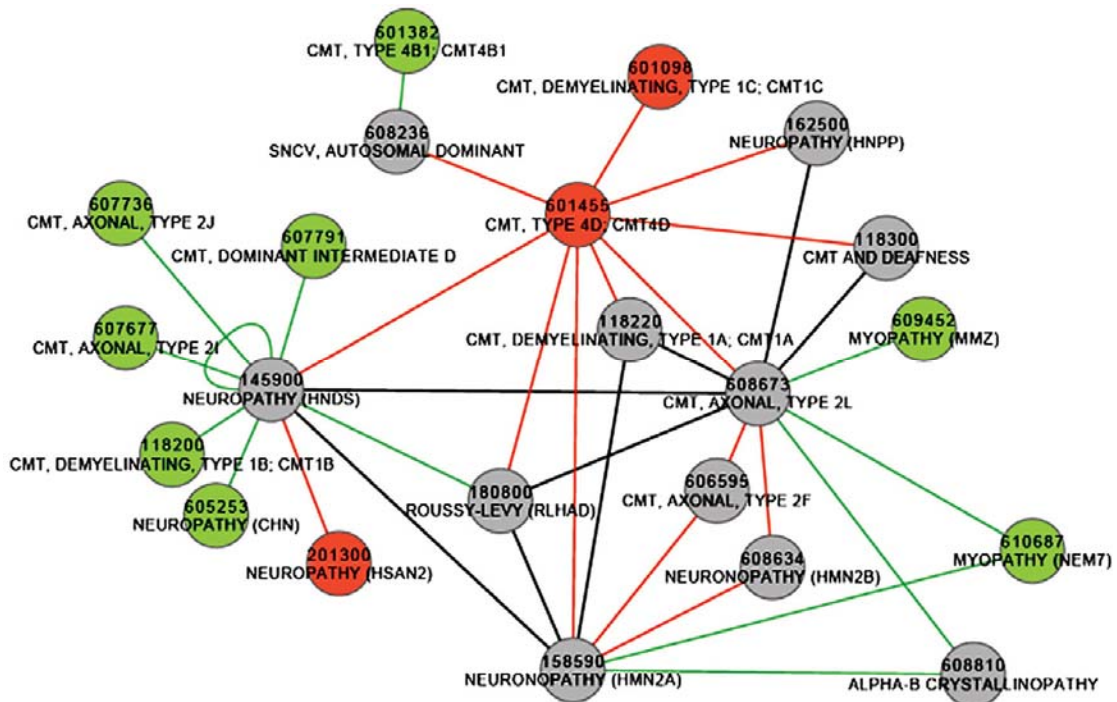 601382
CMT, TYPE 4B1; CMT4B1
601098
CMT, DEMYELINATING, TYPE 1C; CMT1C
608236
SNCV, AUTOSOMAL DOMINANT
162500
NEUROPATHY (HNPP)
607736
CMT, AXONAL, TYPE 2J
601455
CMT, TYPE 4D; CMT4D
607791
CMT, DOMINANT INTERMEDIATE D
118300
CMT AND DEAFNESS
607677
CMT, AXONAL, TYPE 2I
118220
CMT, DEMYELINATING, TYPE 1A; CMT1A
609452
MYOPATHY (MMZ)
145900
NEUROPATHY (HNDS)
608673
CMT, AXONAL, TYPE 2L
118200
CMT, DEMYELINATING, TYPE 1B; CMT1B
180800
ROUSSY-LEVY (RLHAD)
606595
CMT, AXONAL, TYPE 2F
605253
NEUROPATHY (CHN)
201300
NEUROPATHY (HSAN2)
608634
NEURONOPATHY (HMN2B)
610687
MYOPATHY (NEM7)
158590
NEURONOPATHY (HMN2A)
608810
ALPHA-B CRYSTALLINOPATHY